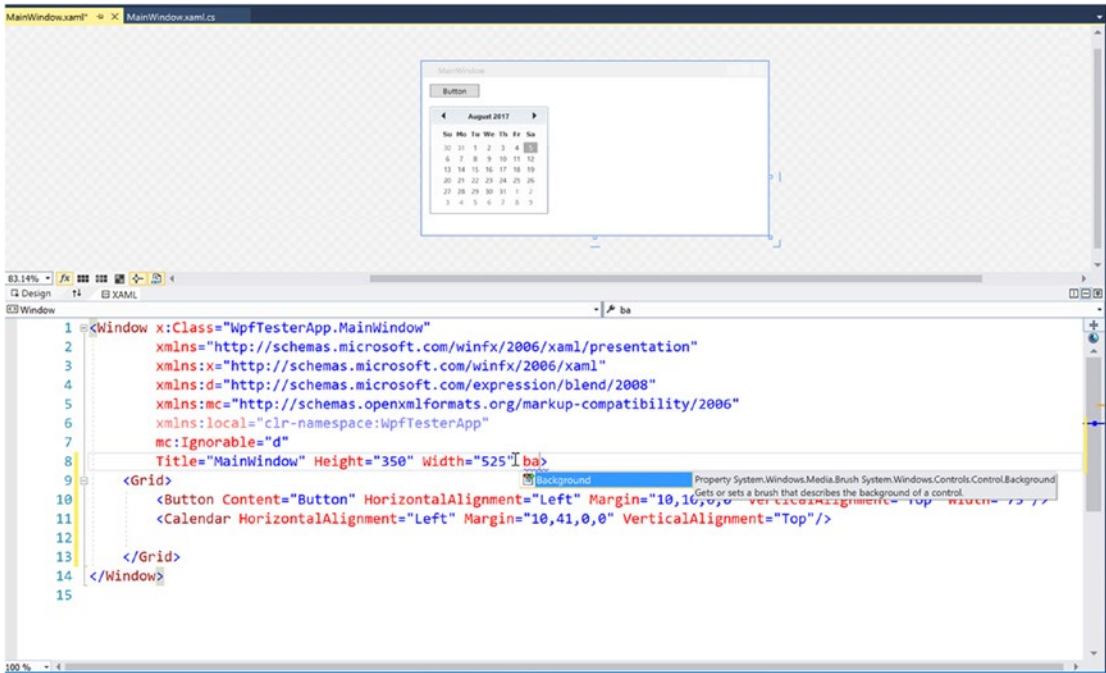 MainWindow.xaml* MainWindow.xaml.cs
MainWindow
Button
August 2017
Su Mo Tu We Th Fr Sa
30 31 1 2 3 4 5
6 7 8 9 10 11 12
13 14 15 16 17 18 19
20 21 22 23 24 25 26
27 28 29 30 31 1 2
3 4 5 6 7 8 9
83.14% fx
Design XAML
Window ba
1 <Window x:Class="WpfTesterApp.MainWindow"
2 xmlns="http://schemas.microsoft.com/winfx/2006/xaml/presentation"
3 xmlns:x="http://schemas.microsoft.com/winfx/2006/xaml"
4 xmlns:d="http://schemas.microsoft.com/expression/blend/2008"
5 xmlns:mc="http://schemas.openxmlformats.org/markup-compatibility/2006"
6 xmlns:local="clr-namespace:WpfTesterApp"
7 mc:Ignorable="d"
8 Title="MainWindow" Height="350" Width="525" ba>
Background Property System.Windows.Media.Brush System.Windows.Controls.Control.Background
Gets or sets a brush that describes the background of a control.
9 <Grid>
10 <Button Content="Button" HorizontalAlignment="Left" Margin="10,10,0,0" VerticalAlignment="Top" Width="75"/>
11 <Calendar HorizontalAlignment="Left" Margin="10,41,0,0" VerticalAlignment="Top"/>
12
13 </Grid>
14 </Window>
15
100 %